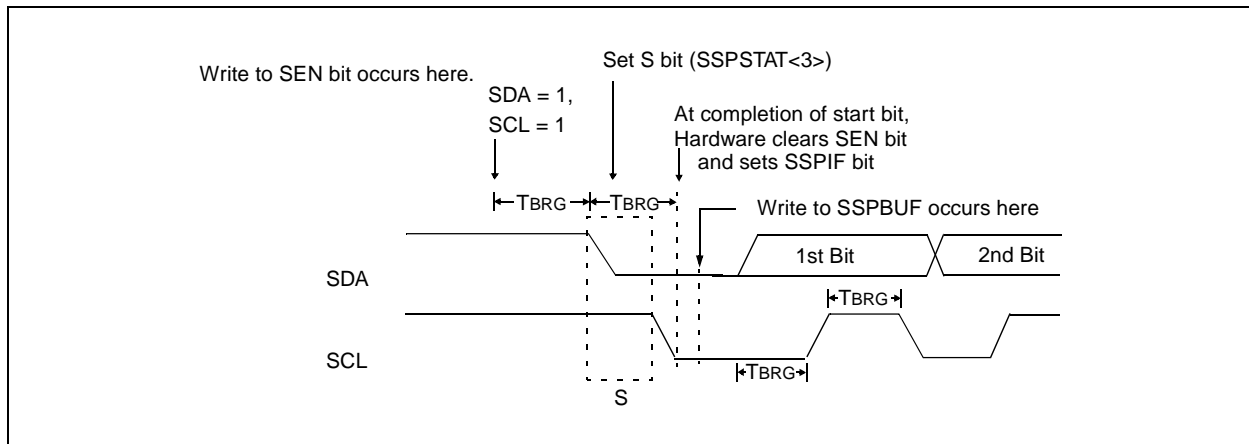 Write to SEN bit occurs here.
Set S bit (SSPSTAT<3>)
SDA = 1,
SCL = 1
At completion of start bit,
Hardware clears SEN bit
and sets SSPIF bit
TBRG
TBRG
Write to SSPBUF occurs here
SDA
1st Bit
2nd Bit
TBRG
SCL
TBRG
S